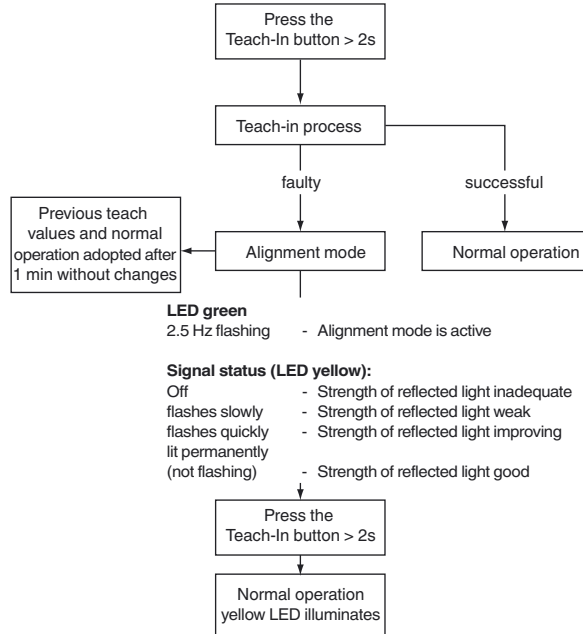 Press the
Teach-In button > 2s
Teach-in process
faulty
successful
Previous teach
values and normal
operation adopted after
1 min without changes
Alignment mode
Normal operation
LED green
2.5 Hz flashing - Alignment mode is active
Signal status (LED yellow):
Off - Strength of reflected light inadequate
flashes slowly - Strength of reflected light weak
flashes quickly - Strength of reflected light improving
lit permanently
(not flashing) - Strength of reflected light good
Press the
Teach-In button > 2s
Normal operation
yellow LED illuminates